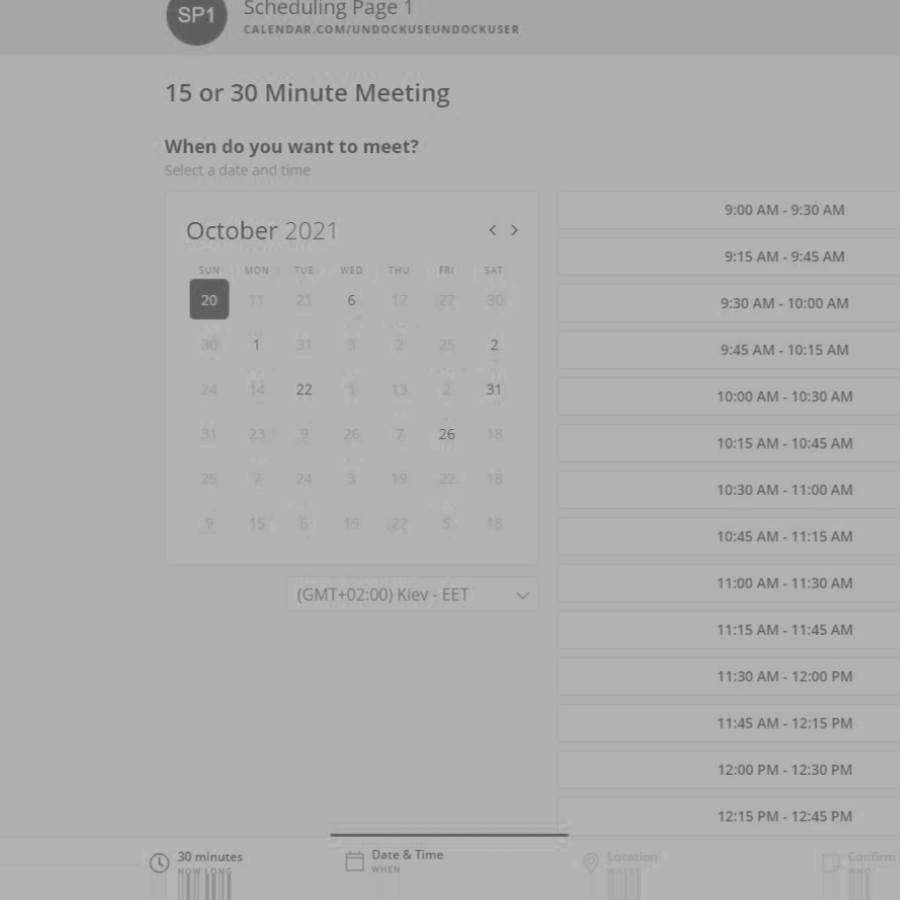 SP1
Scheduling Page 1
CALENDAR.COM/UNDOCKUSEUNDOCKUSER
15 or 30 Minute Meeting
When do you want to meet?
Select a date and time
October 2021
SUN MON TUE WED THU FRI SAT
20 11 21 6 17 27 30
30 1 31 3 2 25 2
24 14 22 1 13 2 31
31 23 9 26 7 26 18
25 7 24 3 19 22 18
9 15 6 19 27 5 18
(GMT+02:00) Kiev - EET
9:00 AM - 9:30 AM
9:15 AM - 9:45 AM
9:30 AM - 10:00 AM
9:45 AM - 10:15 AM
10:00 AM - 10:30 AM
10:15 AM - 10:45 AM
10:30 AM - 11:00 AM
10:45 AM - 11:15 AM
11:00 AM - 11:30 AM
11:15 AM - 11:45 AM
11:30 AM - 12:00 PM
11:45 AM - 12:15 PM
12:00 PM - 12:30 PM
12:15 PM - 12:45 PM
30 minutes
HOW LONG
Date & Time
WHEN
Location
WHERE
Confirm
WHO